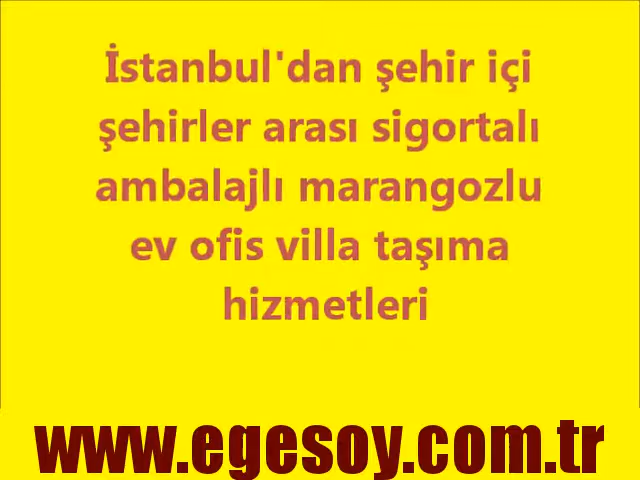 İstanbul'dan şehir içi
şehirler arası sigortalı
ambalajlı marangozlu
ev ofis villa taşıma
hizmetleri
www.egesoy.com.tr